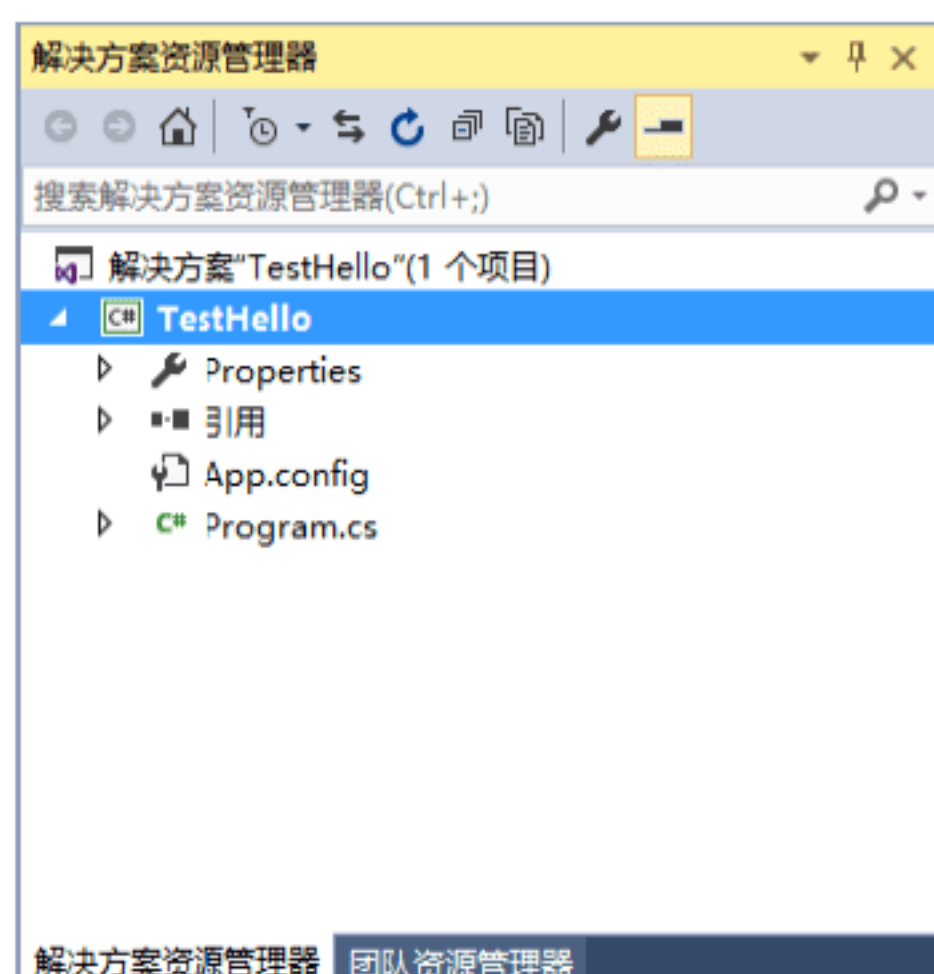 解决方案资源管理器
搜索解决方案资源管理器(Ctrl+;)
解决方案"TestHello"(1 个项目)
C# TestHello
Properties
引用
App.config
C# Program.cs
解决方案资源管理器 团队资源管理器